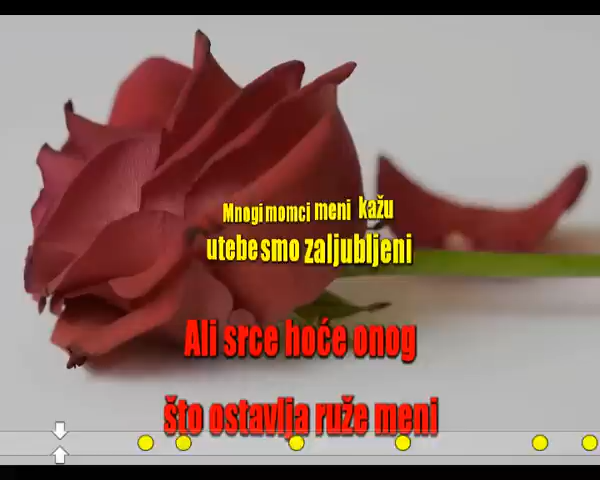 Mnogi momci meni kažu
utebe smo zaljubljeni
Ali srce hoće onog
što ostavlja ruže meni